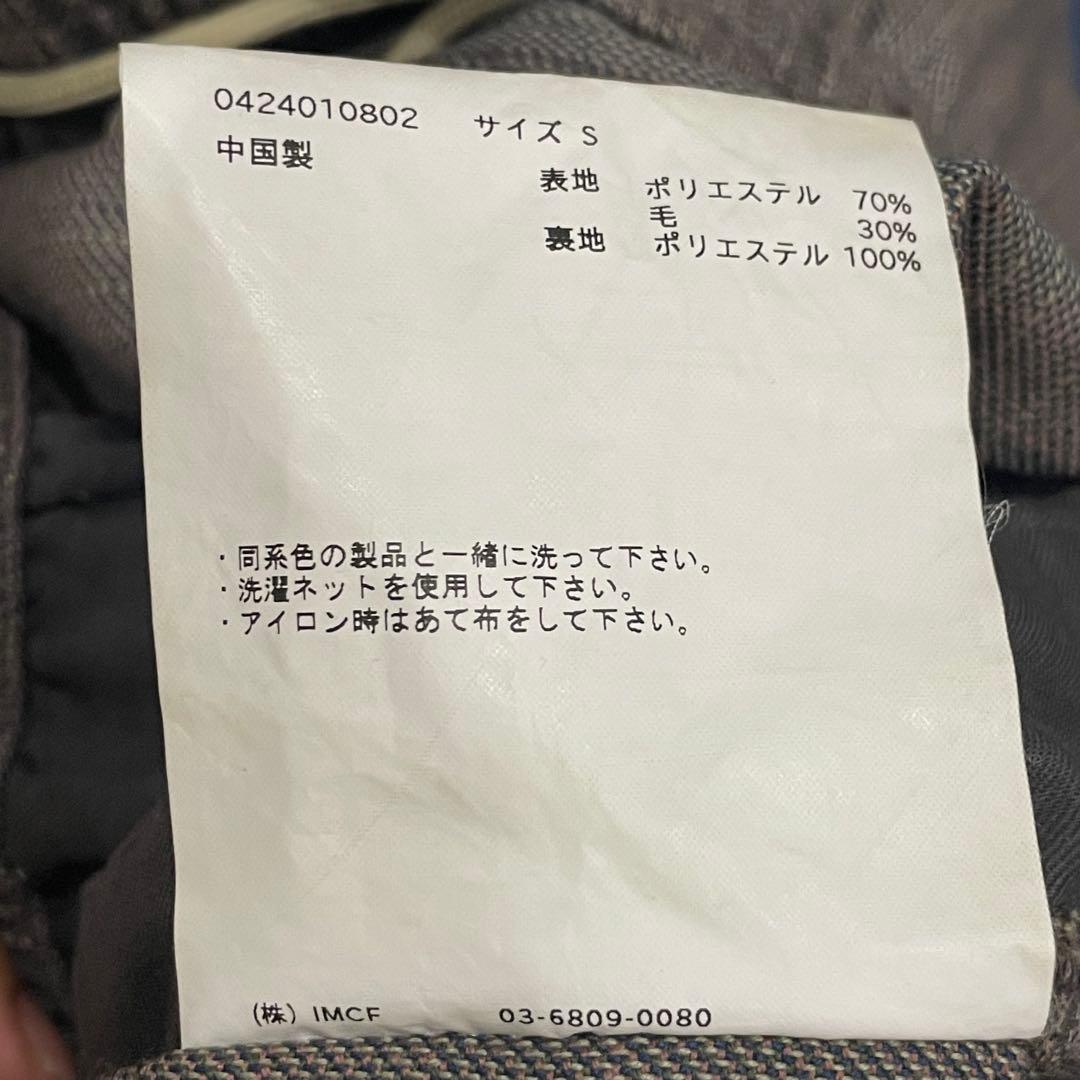 0424010802 サイズ S
中国製
表地 ポリエステル 70%
毛 30%
裏地 ポリエステル 100%
・同系色の製品と一緒に洗って下さい。
・洗濯ネットを使用して下さい。
・アイロン時はあて布をして下さい。
(株) IMCF 03-6809-0080